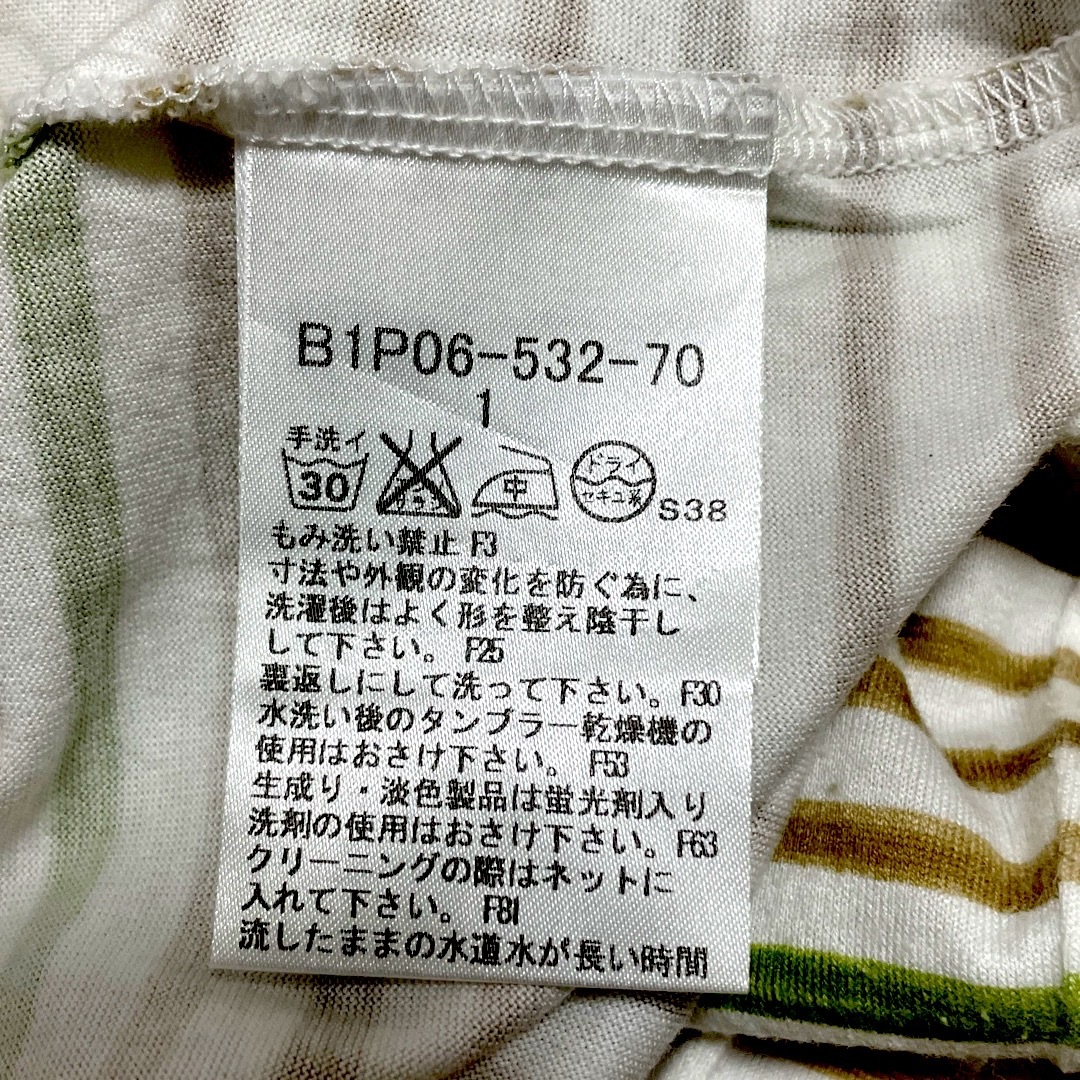 B1P06-532-70
1
手洗イ
30 エンソサラシ 中 ドライ セキユ系 S38
もみ洗い禁止 F3
寸法や外観の変化を防ぐ為に、
洗濯後はよく形を整え陰干し
して下さい。 F25
裏返しにして洗って下さい。F30
水洗い後のタンブラー乾燥機の
使用はおさけ下さい。 F53
生成り・淡色製品は蛍光剤入り
洗剤の使用はおさけ下さい。F63
クリーニングの際はネットに
入れて下さい。 F81
流したままの水道水が長い時間